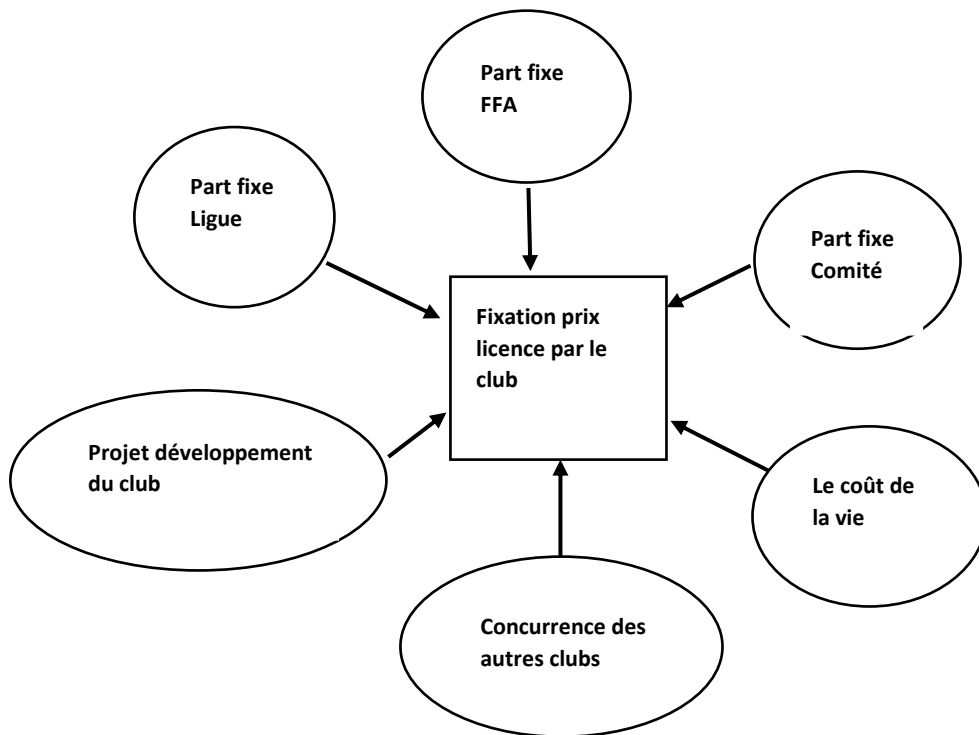 Part fixe
FFA
Part fixe
Ligue
Part fixe
Comité
Fixation prix
licence par le
club
Projet développement
du club
Le coût de
la vie
Concurrence des
autres clubs